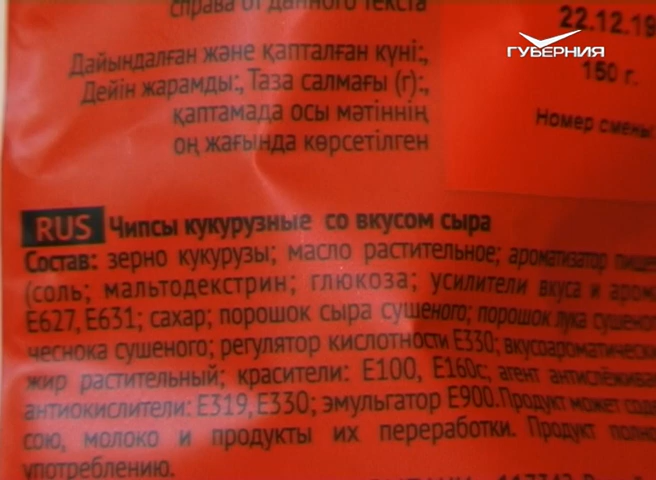 справа от данного текста
22.12.19
ГУБЕРНИЯ
150 г.
Номер смены
Дайындалған және қапталған күні:,
Дейін жарамды:, Таза салмағы (г):,
қаптамада осы мәтіннің
оң жағында көрсетілген
RUS Чипсы кукурузные со вкусом сыра
Состав: зерно кукурузы; масло растительное; ароматизатор пище
(соль; мальтодекстрин; глюкоза; усилители вкуса и аром
Е627, Е631; сахар; порошок сыра сушеного; порошок лука сушеног
чеснока сушеного; регулятор кислотности Е330; вкусоароматически
жир растительный; красители: Е100, Е160с; агент антислёжива
антиокислители: Е319, Е330; эмульгатор Е900. Продукт может соде
сою, молоко и продукты их переработки. Продукт полно
употреблению.